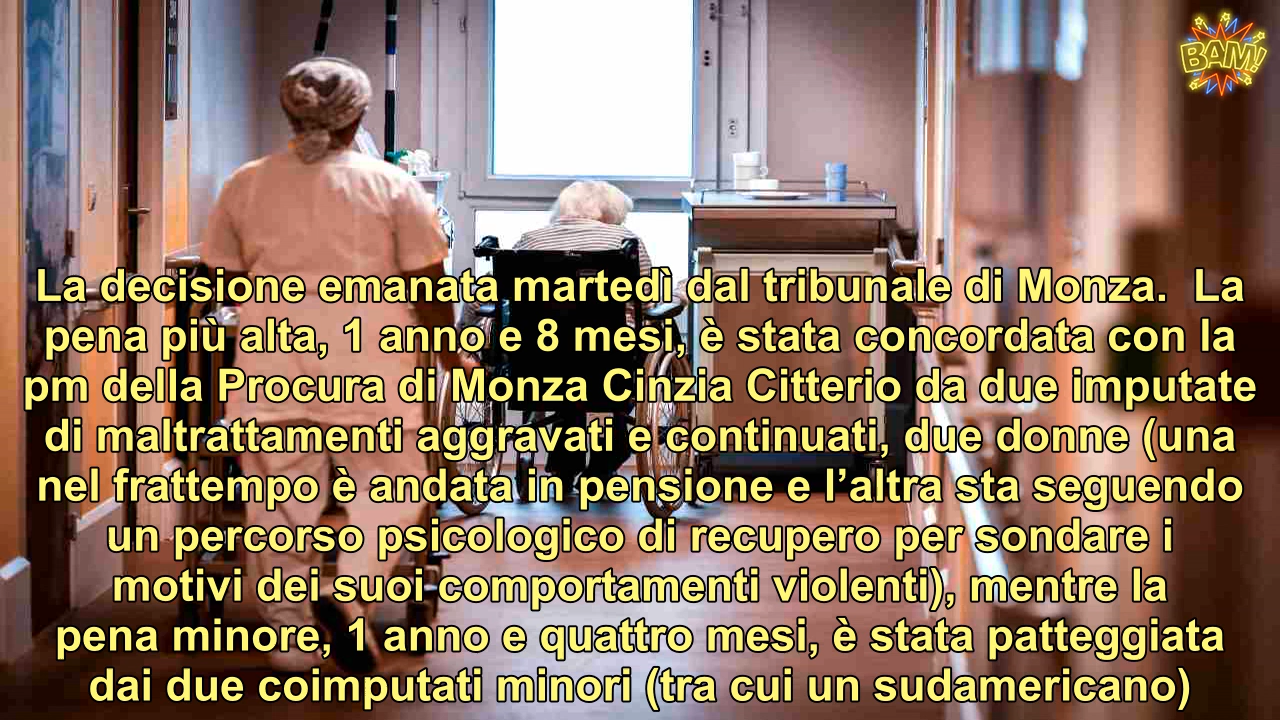 BAM!
La decisione emanata martedì dal tribunale di Monza.  La
pena più alta, 1 anno e 8 mesi, è stata concordata con la
pm della Procura di Monza Cinzia Citterio da due imputate
di maltrattamenti aggravati e continuati, due donne (una
nel frattempo è andata in pensione e l’altra sta seguendo
un percorso psicologico di recupero per sondare i
motivi dei suoi comportamenti violenti), mentre la
pena minore, 1 anno e quattro mesi, è stata patteggiata
dai due coimputati minori (tra cui un sudamericano)